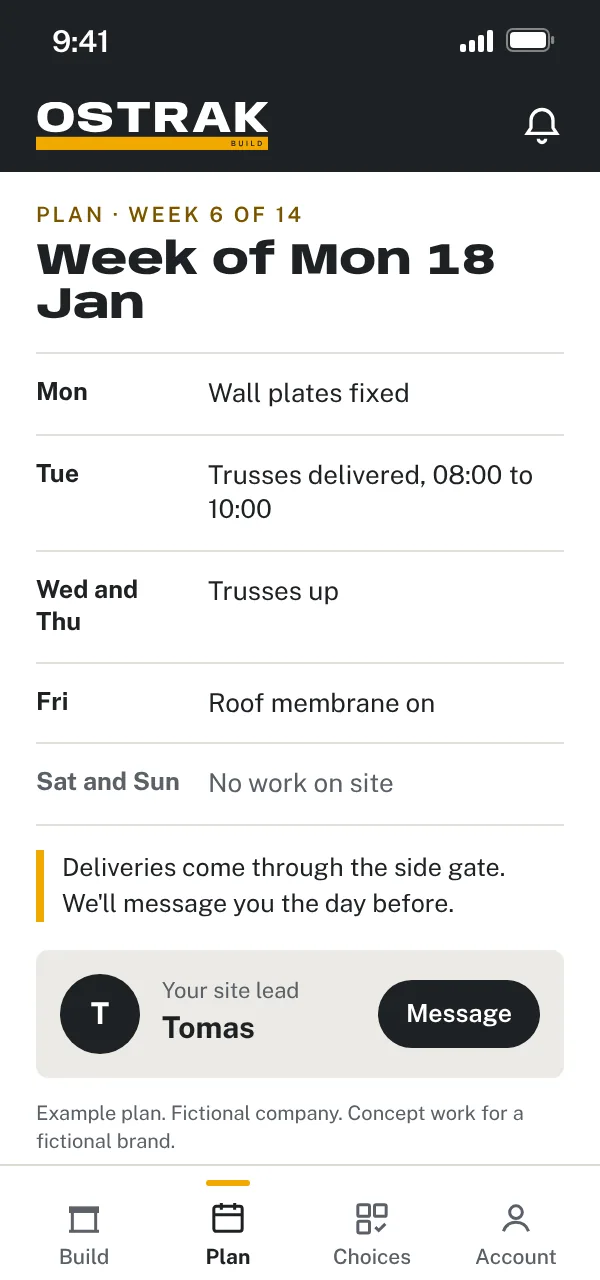 9:41
OSTRAK
BUILD
PLAN · WEEK 6 OF 14
Week of Mon 18
Jan
Mon
Wall plates fixed
Tue
Trusses delivered, 08:00 to
10:00
Wed and
Thu
Trusses up
Fri
Roof membrane on
Sat and Sun
No work on site
Deliveries come through the side gate.
We'll message you the day before.
T
Your site lead
Tomas
Message
Example plan. Fictional company. Concept work for a
fictional brand.
Build
Plan
Choices
Account